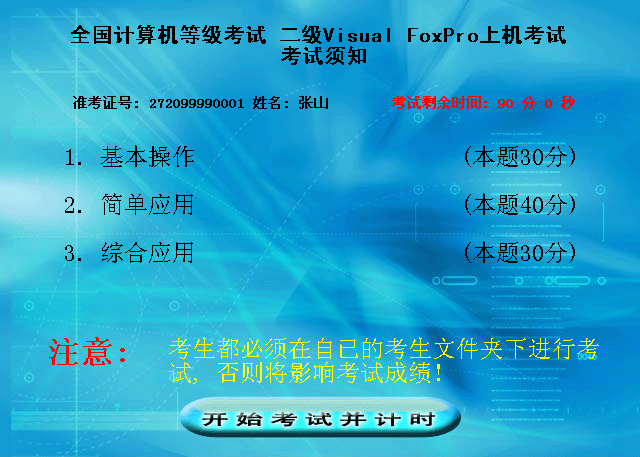 全国计算机等级考试 二级Visual FoxPro上机考试
考试须知
准考证号: 272099990001 姓名: 张山 考试剩余时间: 90 分 0 秒
1. 基本操作 (本题30分)
2. 简单应用 (本题40分)
3. 综合应用 (本题30分)
注意: 考生都必须在自已的考生文件夹下进行考
试, 否则将影响考试成绩!
开始考试并计时